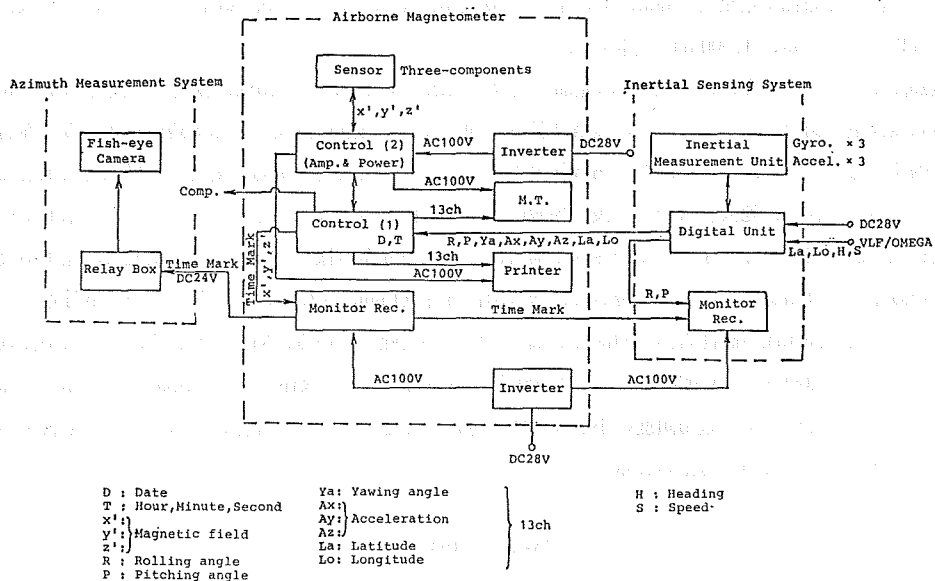 Airborne Magnetometer
Azimuth Measurement System
Inertial Sensing System
Sensor
Three-components
x',y',z'
Fish-eye
Camera
Control (2)
(Amp.& Power)
AC100V
Inverter
DC28V
Inertial
Measurement Unit
Gyro. × 3
Accel. × 3
Comp.
AC100V
M.T.
13ch
Control (1)
D,T
R,P,Ya,Ax,Ay,Az,La,Lo
Digital Unit
DC28V
VLF/OMEGA
La,Lo,H,S
13ch
AC100V
Printer
Relay Box
Time Mark
DC24V
Time Mark
x',y',z'
Monitor Rec.
Time Mark
R,P
Monitor
Rec.
AC100V
Inverter
AC100V
DC28V
D : Date
T : Hour,Minute,Second
x':
y':}Magnetic field
z':
R : Rolling angle
P : Pitching angle
Ya: Yawing angle
Ax:
Ay:}Acceleration
Az:
La: Latitude
Lo: Longitude
13ch
H : Heading
S : Speed